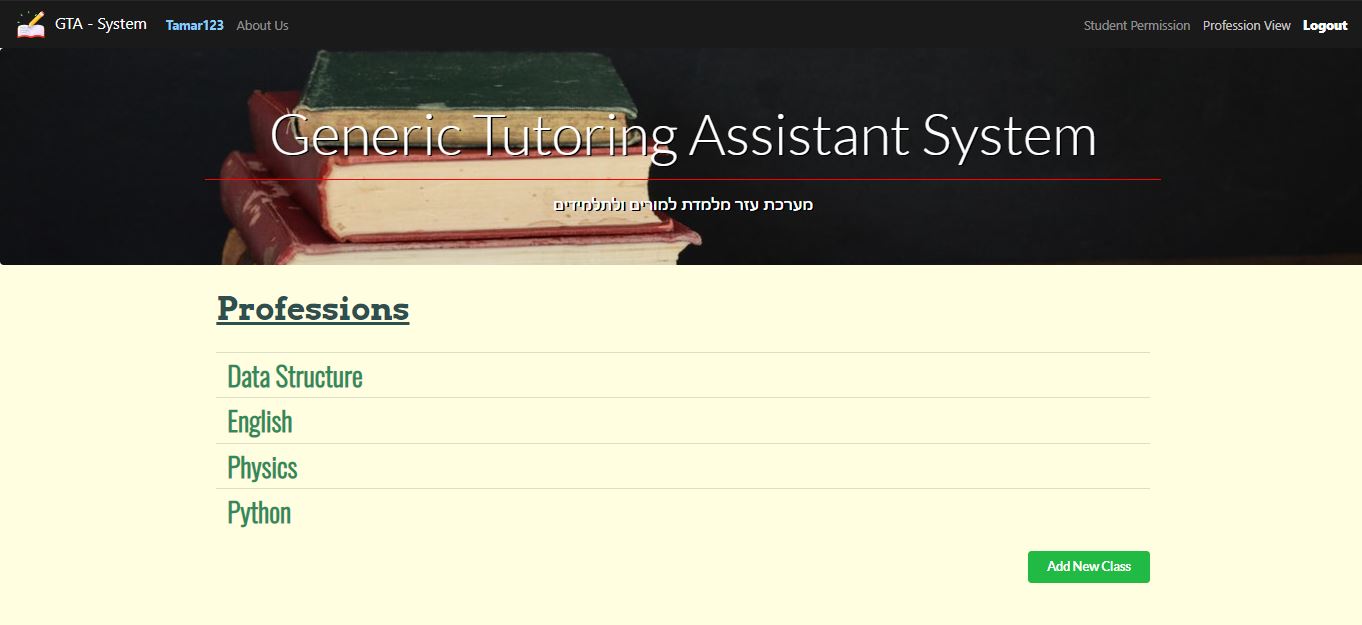 GTA - System Tamar123 About Us Student Permission Profession View Logout
Generic Tutoring Assistant System
מערכת עזר מלמדת למורים ולתלמידים
Professions
Data Structure
English
Physics
Python
Add New Class